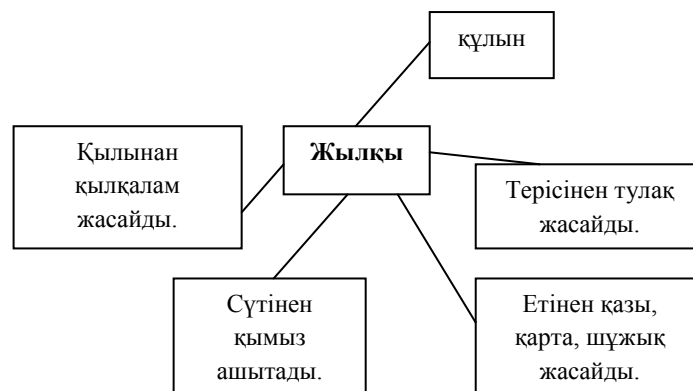 құлын
Жылқы
Қылынан
қылқалам
жасайды.
Терісінен тулақ
жасайды.
Сүтінен
қымыз
ашытады.
Етінен қазы,
қарта, шұжық
жасайды.